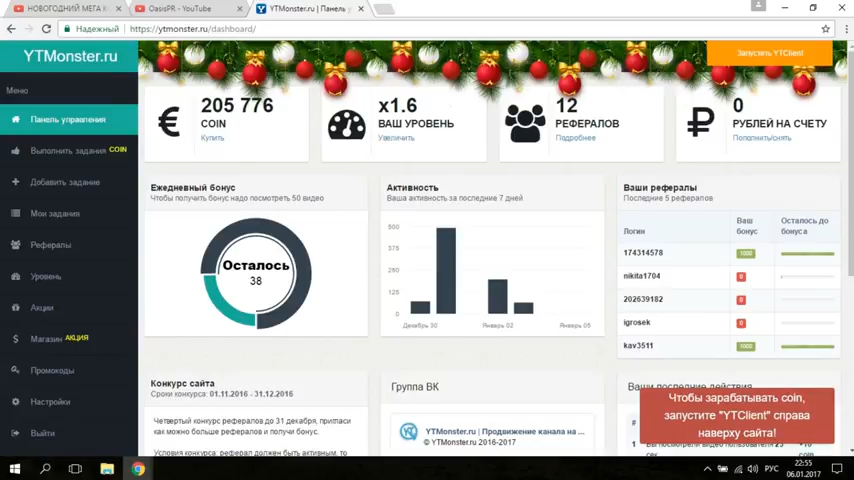 НОВОГОДНИЙ МЕГА К
OasisPR - YouTube
YTMonster.ru | Панель у
Надежный
https://ytmonster.ru/dashboard/
YTMonster.ru
Запустить YTClient
Меню
Панель управления
Выполнить задания COIN
Добавить задание
Мои задания
Рефералы
Уровень
Акции
Магазин АКЦИЯ
Промокоды
Настройки
Выйти
€
205 776
COIN
Купить
x1.6
ВАШ УРОВЕНЬ
Увеличить
12
РЕФЕРАЛОВ
Подробнее
0
РУБЛЕЙ НА СЧЕТУ
Пополнить/снять
Ежедневный бонус
Чтобы получить бонус надо посмотреть 50 видео
Осталось
38
Активность
Ваша активность за последние 7 дней
500
375
250
125
0
Декабрь 30
Январь 02
Январь 05
Ваши рефералы
Последние 5 рефералов
Логин
Ваш бонус
Осталось до бонуса
174314578
1000
nikita1704
0
202639182
0
igrosek
0
kav3511
1000
Конкурс сайта
Сроки конкурса: 01.11.2016 - 31.12.2016
Четвертый конкурс рефералов до 31 декабря, пригласи
как можно больше рефералов и получи бонус.
Условия конкурса: реферал должен быть активным, то
Группа ВК
YTMonster.ru | Продвижение канала на ...
© YTMonster.ru 2016-2017
Ваши последние действия
#
1
Вы посмотрели видео пользователя
сек.
+10
coin
Чтобы зарабатывать coin,
запустите "YTClient" справа
наверху сайта!
РУС
22:55
06.01.2017